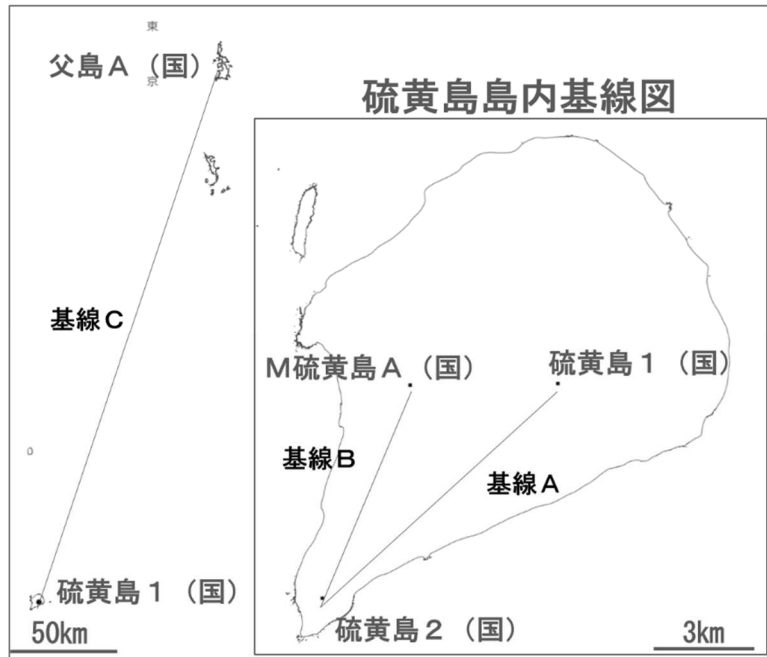 東
京
父島A（国）
硫黄島島内基線図
基線C
M硫黄島A（国）
硫黄島1（国）
基線B
基線A
硫黄島1（国）
硫黄島2（国）
50km
3km